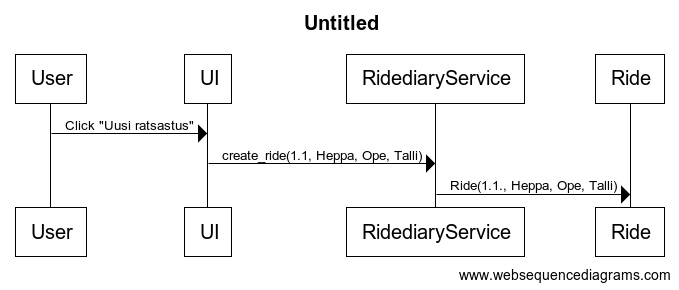 Untitled
User UI RidediaryService Ride
Click "Uusi ratsastus"
create_ride(1.1, Heppa, Ope, Talli)
Ride(1.1., Heppa, Ope, Talli)
User UI RidediaryService Ride
www.websequencediagrams.com